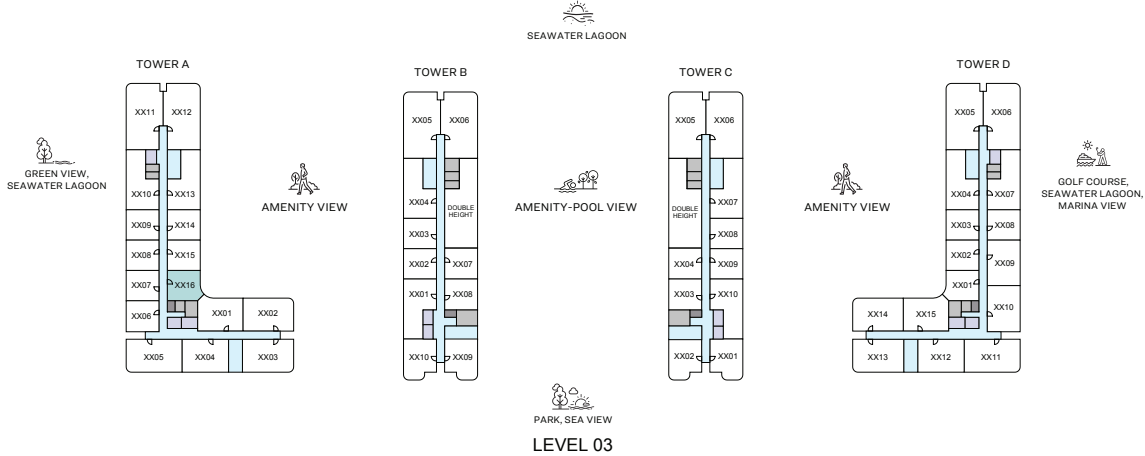 SEAWATER LAGOON
TOWER A
TOWER B
TOWER C
TOWER D
XX11 XX12
XX10 XX13
XX09 XX14
XX08 XX15
XX07 XX16
XX06 XX01 XX02
XX05 XX04 XX03
XX05 XX06
XX04 DOUBLE
HEIGHT
XX03
XX02 XX07
XX01 XX08
XX10 XX09
XX05 XX06
DOUBLE
HEIGHT
XX07
XX08
XX04 XX09
XX03 XX10
XX02 XX01
XX05 XX06
XX04 XX07
XX03
XX02 XX09
XX01
XX10
XX14 XX15
XX13 XX12 XX11
GREEN VIEW,
SEAWATER LAGOON
AMENITY VIEW
AMENITY-POOL VIEW
AMENITY VIEW
GOLF COURSE,
SEAWATER LAGOON,
MARINA VIEW
XX08
PARK, SEA VIEW
LEVEL 03